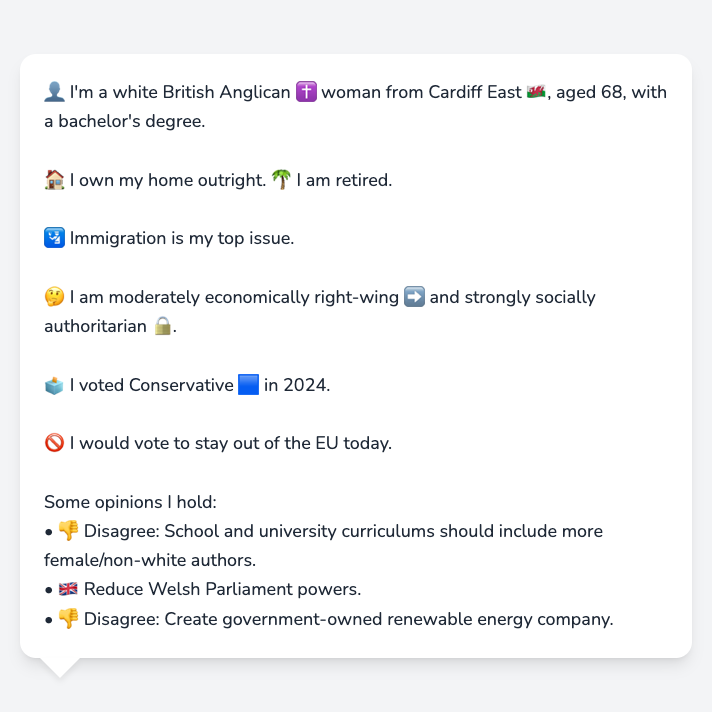 👤 I'm a white British Anglican ✝️ woman from Cardiff East 🏴󠁧󠁢󠁷󠁬󠁳󠁿, aged 68, with
a bachelor's degree.
🏠 I own my home outright. 🌴 I am retired.
🛂 Immigration is my top issue.
🤔 I am moderately economically right-wing ➡️ and strongly socially
authoritarian 🔒.
🗳️ I voted Conservative 🟦 in 2024.
🚫 I would vote to stay out of the EU today.
Some opinions I hold:
• 👎 Disagree: School and university curriculums should include more
female/non-white authors.
• 🇬🇧 Reduce Welsh Parliament powers.
• 👎 Disagree: Create government-owned renewable energy company.